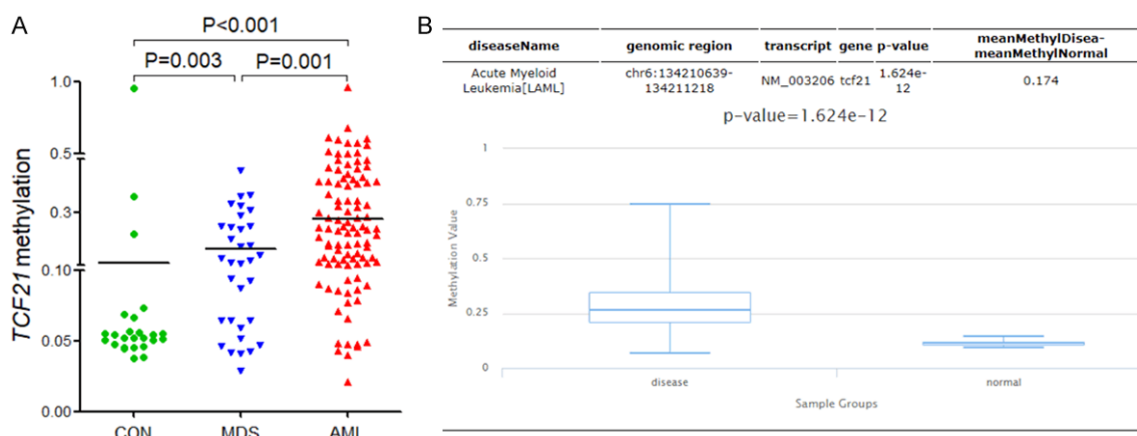 A
P<0.001
P=0.003
P=0.001
TCF21 methylation
1.0
0.5
0.3
0.10
0.05
0.00
CON
MDS
AML
B
diseaseName
genomic region
transcript
gene
p-value
meanMethylDisea-
meanMethylNormal
Acute Myeloid
Leukemia[LAML]
chr6:134210639-
134211218
NM_003206
tcf21
1.624e-
12
0.174
p-value=1.624e-12
Methylation Value
1
0.75
0.5
0.25
0
disease
normal
Sample Groups